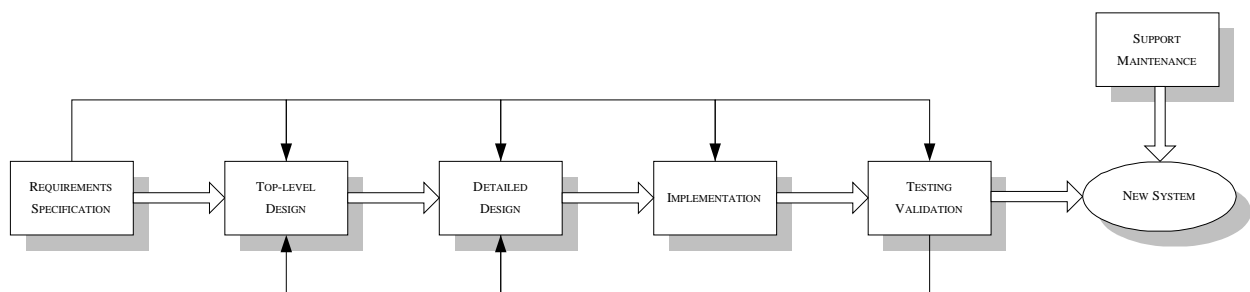 SUPPORT
MAINTENANCE
REQUIREMENTS
SPECIFICATION
TOP-LEVEL
DESIGN
DETAILED
DESIGN
IMPLEMENTATION
TESTING
VALIDATION
NEW SYSTEM